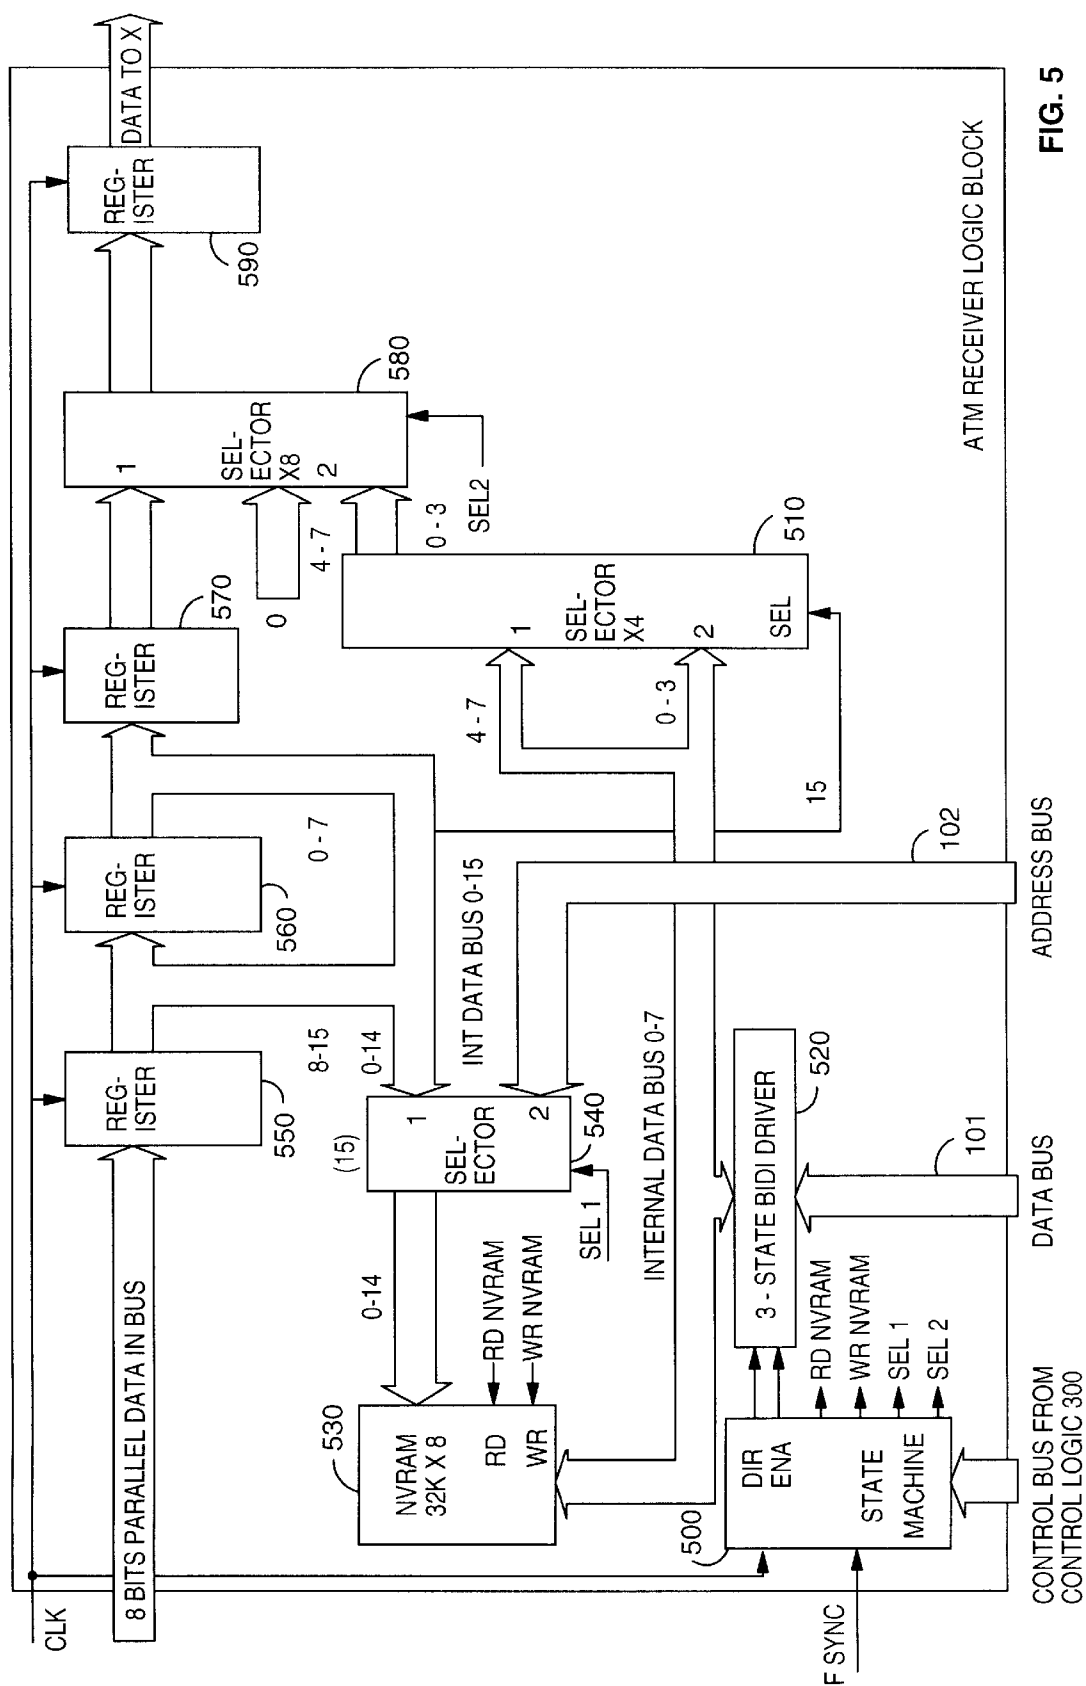 CLK
8 BITS PARALLEL DATA IN BUS
REG-
ISTER
550
REG-
ISTER
560
REG-
ISTER
570
REG-
ISTER
590
DATA TO X
0 - 7
8-15
0-14
INT DATA BUS 0-15
(15)
1
2
SEL-
ECTOR
540
SEL 1
0-14
NVRAM
32K X 8
RD
WR
530
RD NVRAM
WR NVRAM
1
SEL-
ECTOR
X8
2
580
0
4 - 7
0 - 3
SEL2
1
SEL-
ECTOR
X4
2
SEL
510
4 - 7
0 - 3
15
INTERNAL DATA BUS 0-7
3 - STATE BIDI DRIVER
520
101
102
500
DIR
ENA
STATE
MACHINE
RD NVRAM
WR NVRAM
SEL 1
SEL 2
F SYNC
CONTROL BUS FROM
CONTROL LOGIC 300
DATA BUS
ADDRESS BUS
ATM RECEIVER LOGIC BLOCK
FIG. 5